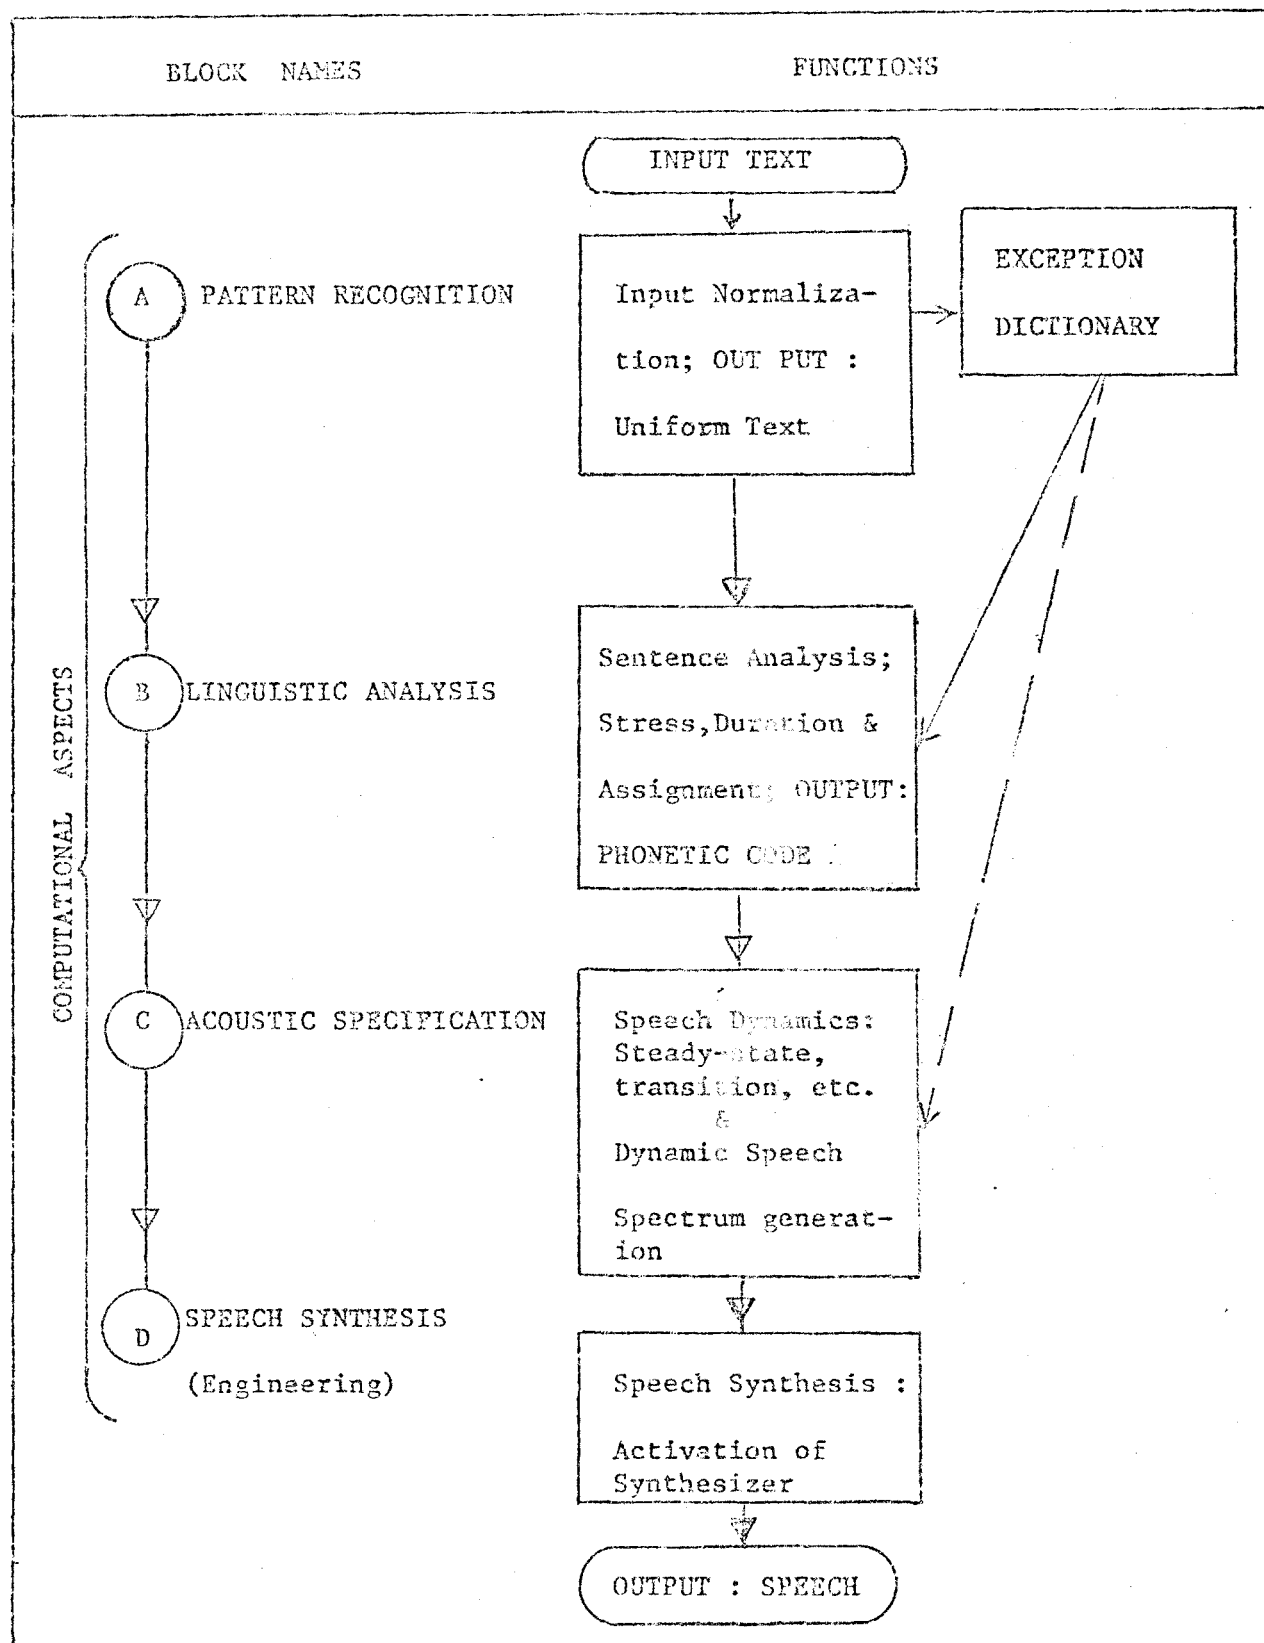 BLOCK NAMES
FUNCTIONS
INPUT TEXT
A PATTERN RECOGNITION
Input Normaliza-
tion; OUT PUT :
Uniform Text
EXCEPTION
DICTIONARY
COMPUTATIONAL ASPECTS
B LINGUISTIC ANALYSIS
Sentence Analysis;
Stress,Duration &
Assignment; OUTPUT:
PHONETIC CODE .
C ACOUSTIC SPECIFICATION
Speech Dynamics:
Steady-state,
transition, etc.
&
Dynamic Speech
Spectrum generat-
ion
D SPEECH SYNTHESIS
(Engineering)
Speech Synthesis :
Activation of
Synthesizer
OUTPUT : SPEECH